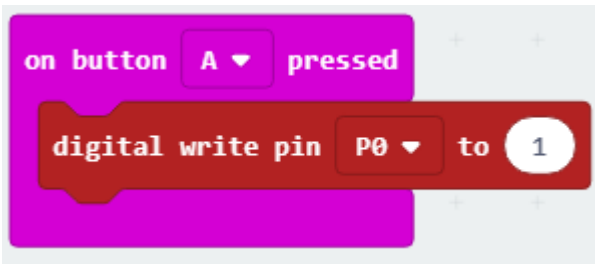 on button A pressed
digital write pin P0 to 1